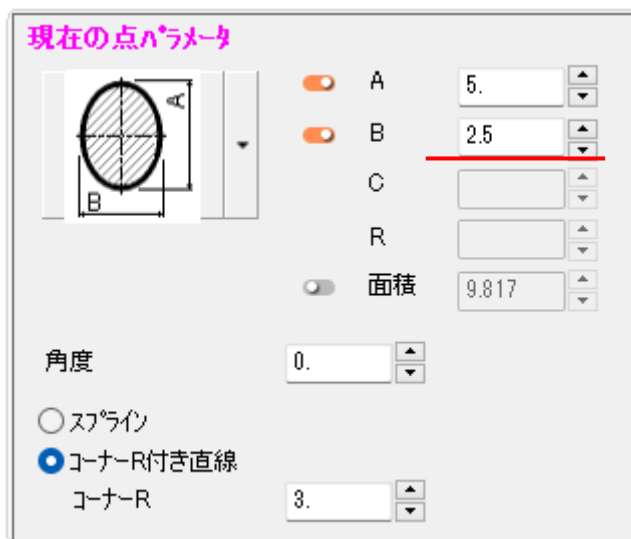 現在の点パラメータ
A
B
A 5.
B 2.5
C
R
面積 9.817
角度 0.
スプライン
コーナーR付き直線
コーナーR 3.